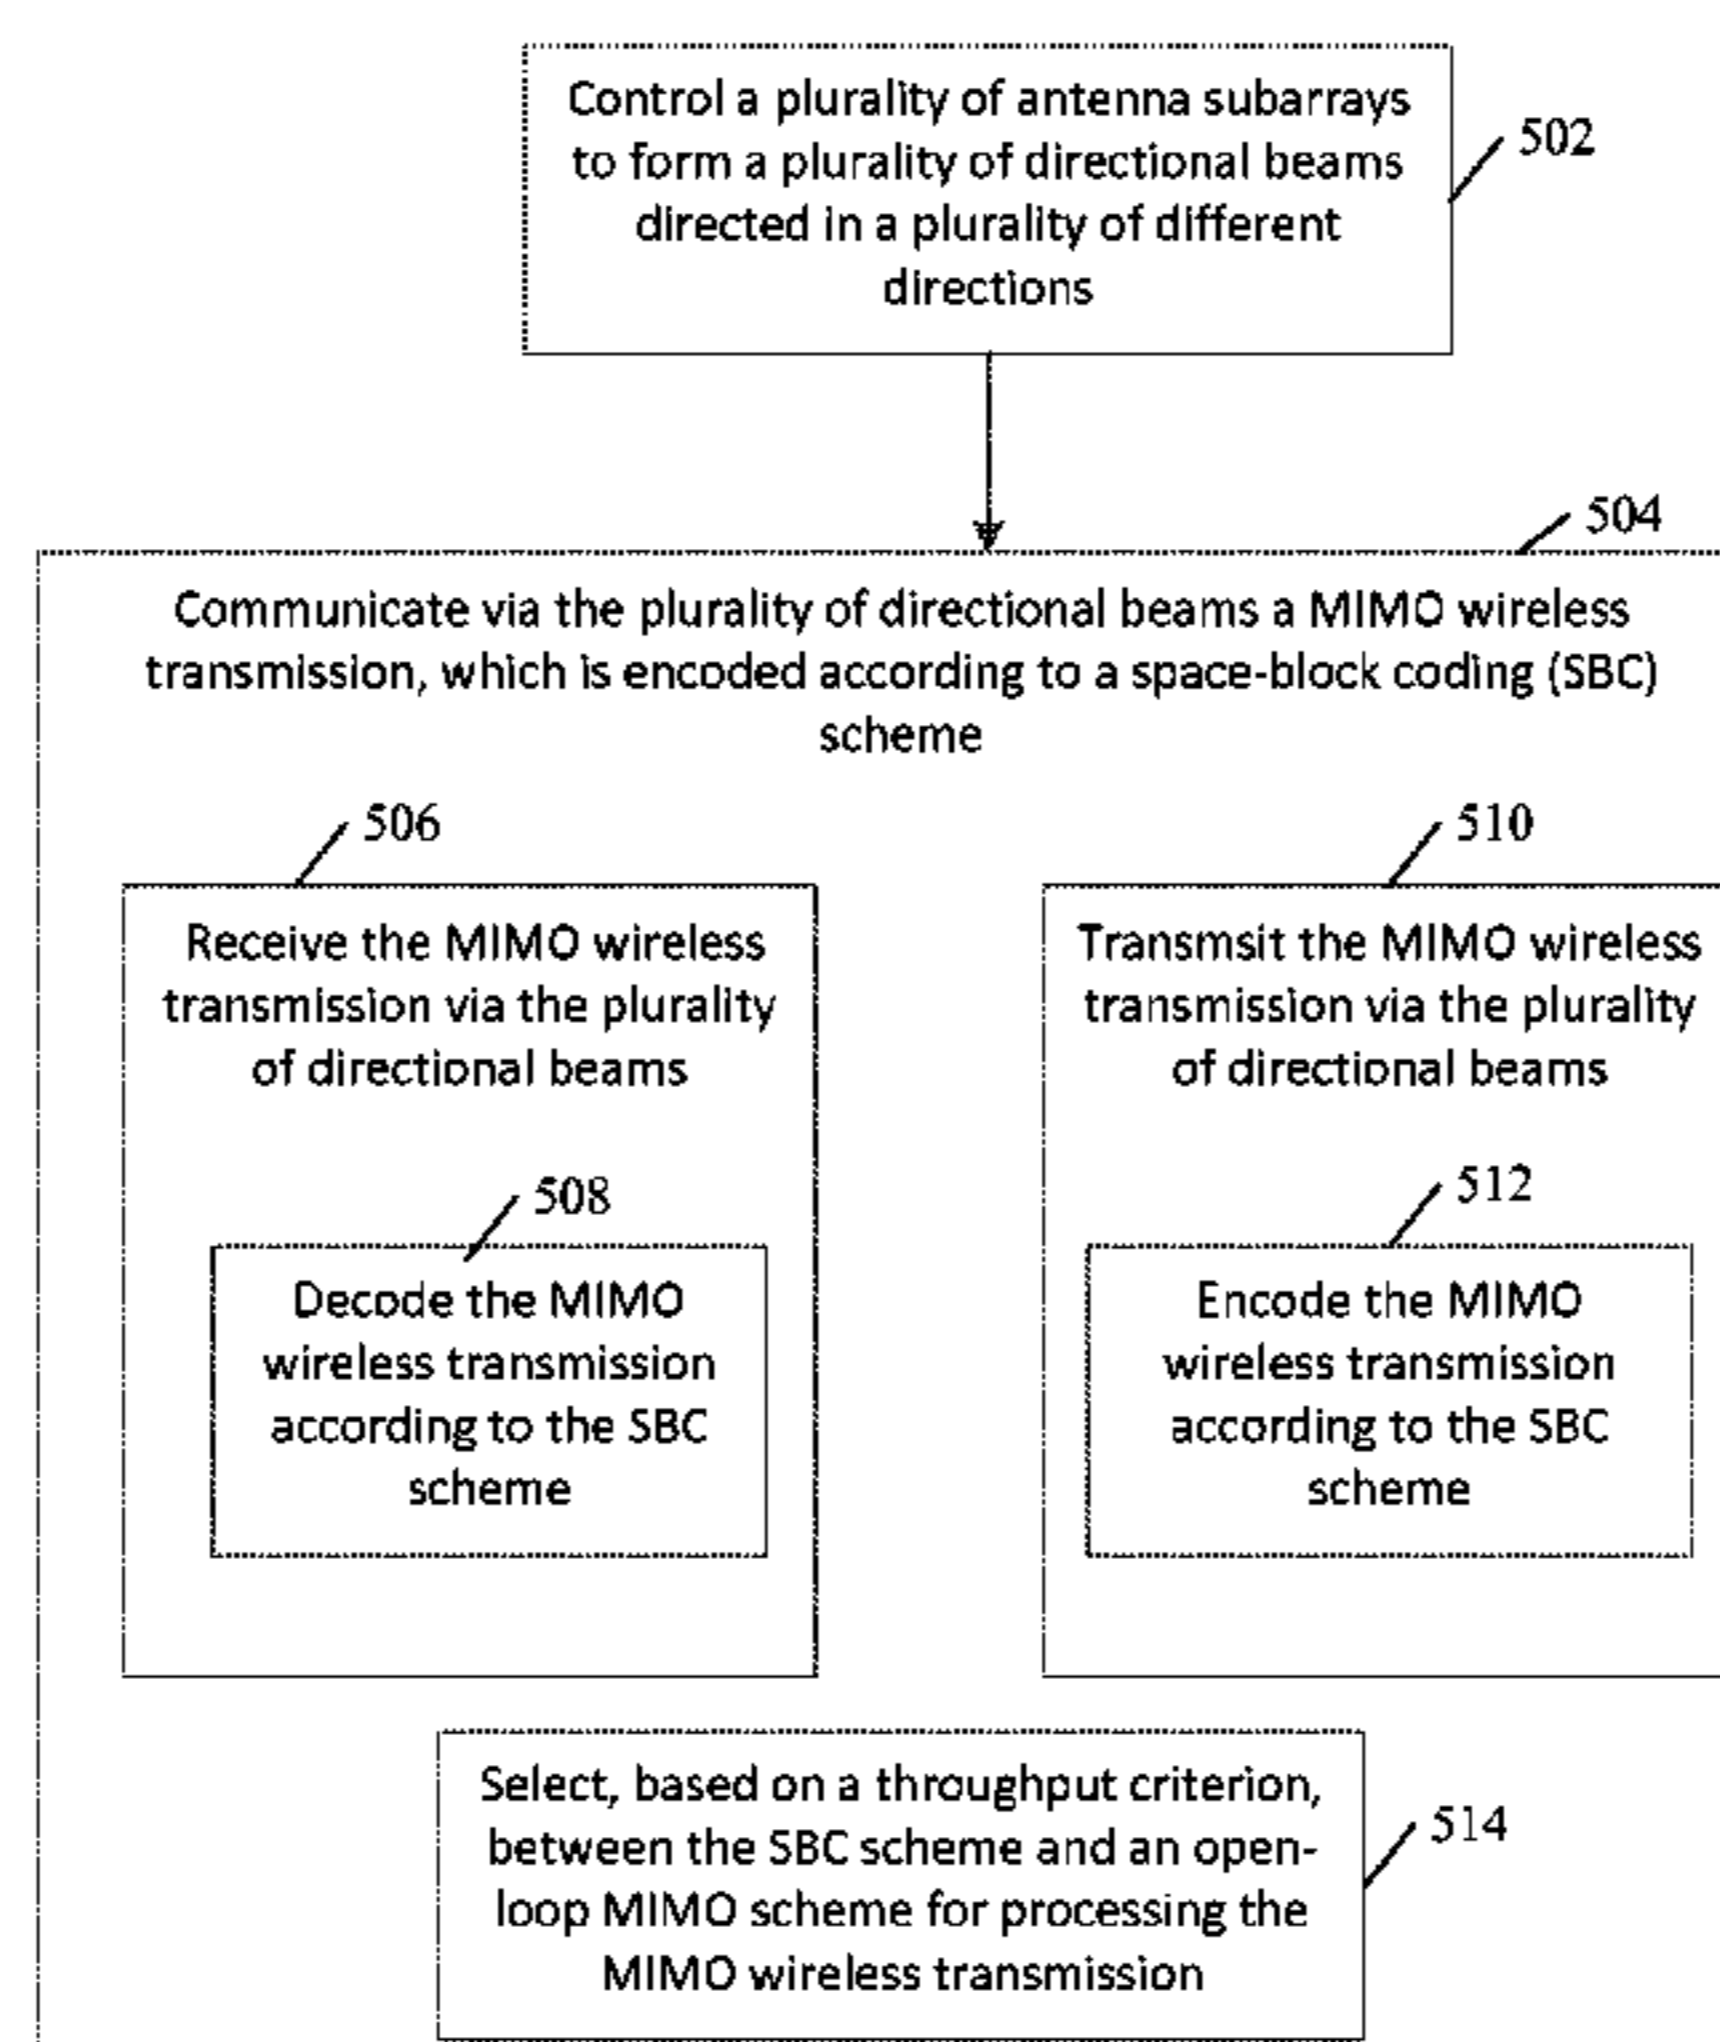 Control a plurality of antenna subarrays
to form a plurality of directional beams
directed in a plurality of different
directions
502
504
Communicate via the plurality of directional beams a MIMO wireless
transmission, which is encoded according to a space-block coding (SBC)
scheme
506
Receive the MIMO wireless
transmission via the plurality
of directional beams
508
Decode the MIMO
wireless transmission
according to the SBC
scheme
510
Transmsit the MIMO wireless
transmission via the plurality
of directional beams
512
Encode the MIMO
wireless transmission
according to the SBC
scheme
Select, based on a throughput criterion,
between the SBC scheme and an open-
loop MIMO scheme for processing the
MIMO wireless transmission
514